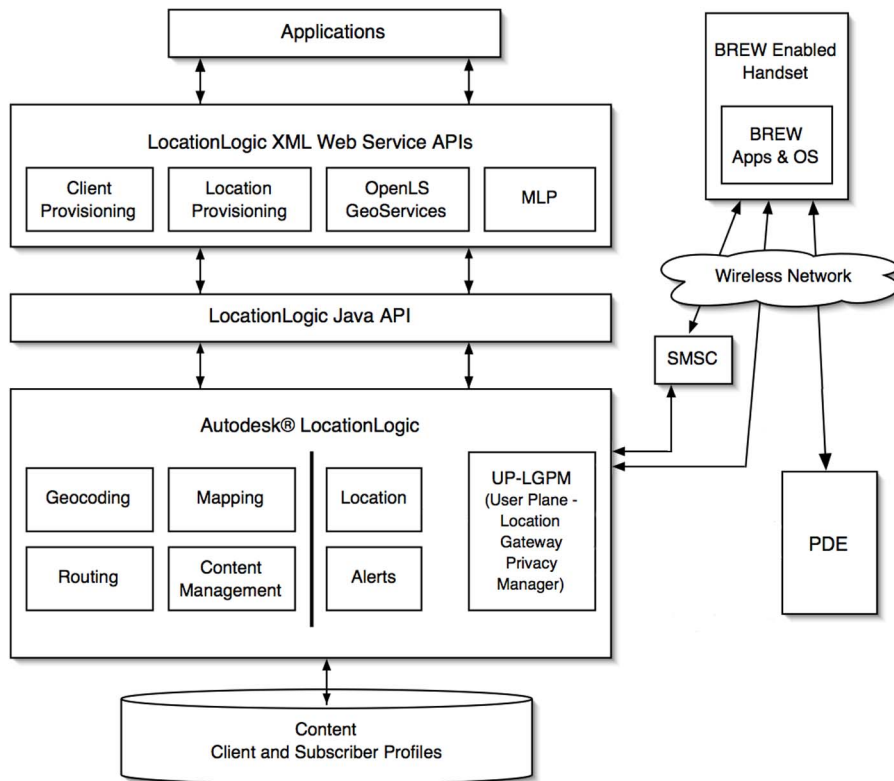 Applications
LocationLogic XML Web Service APIs
Client
Provisioning
Location
Provisioning
OpenLS
GeoServices
MLP
LocationLogic Java API
Autodesk® LocationLogic
Geocoding
Mapping
Location
Routing
Content
Management
Alerts
UP-LGPM
(User Plane -
Location
Gateway
Privacy
Manager)
Content
Client and Subscriber Profiles
BREW Enabled
Handset
BREW
Apps & OS
Wireless Network
SMSC
PDE